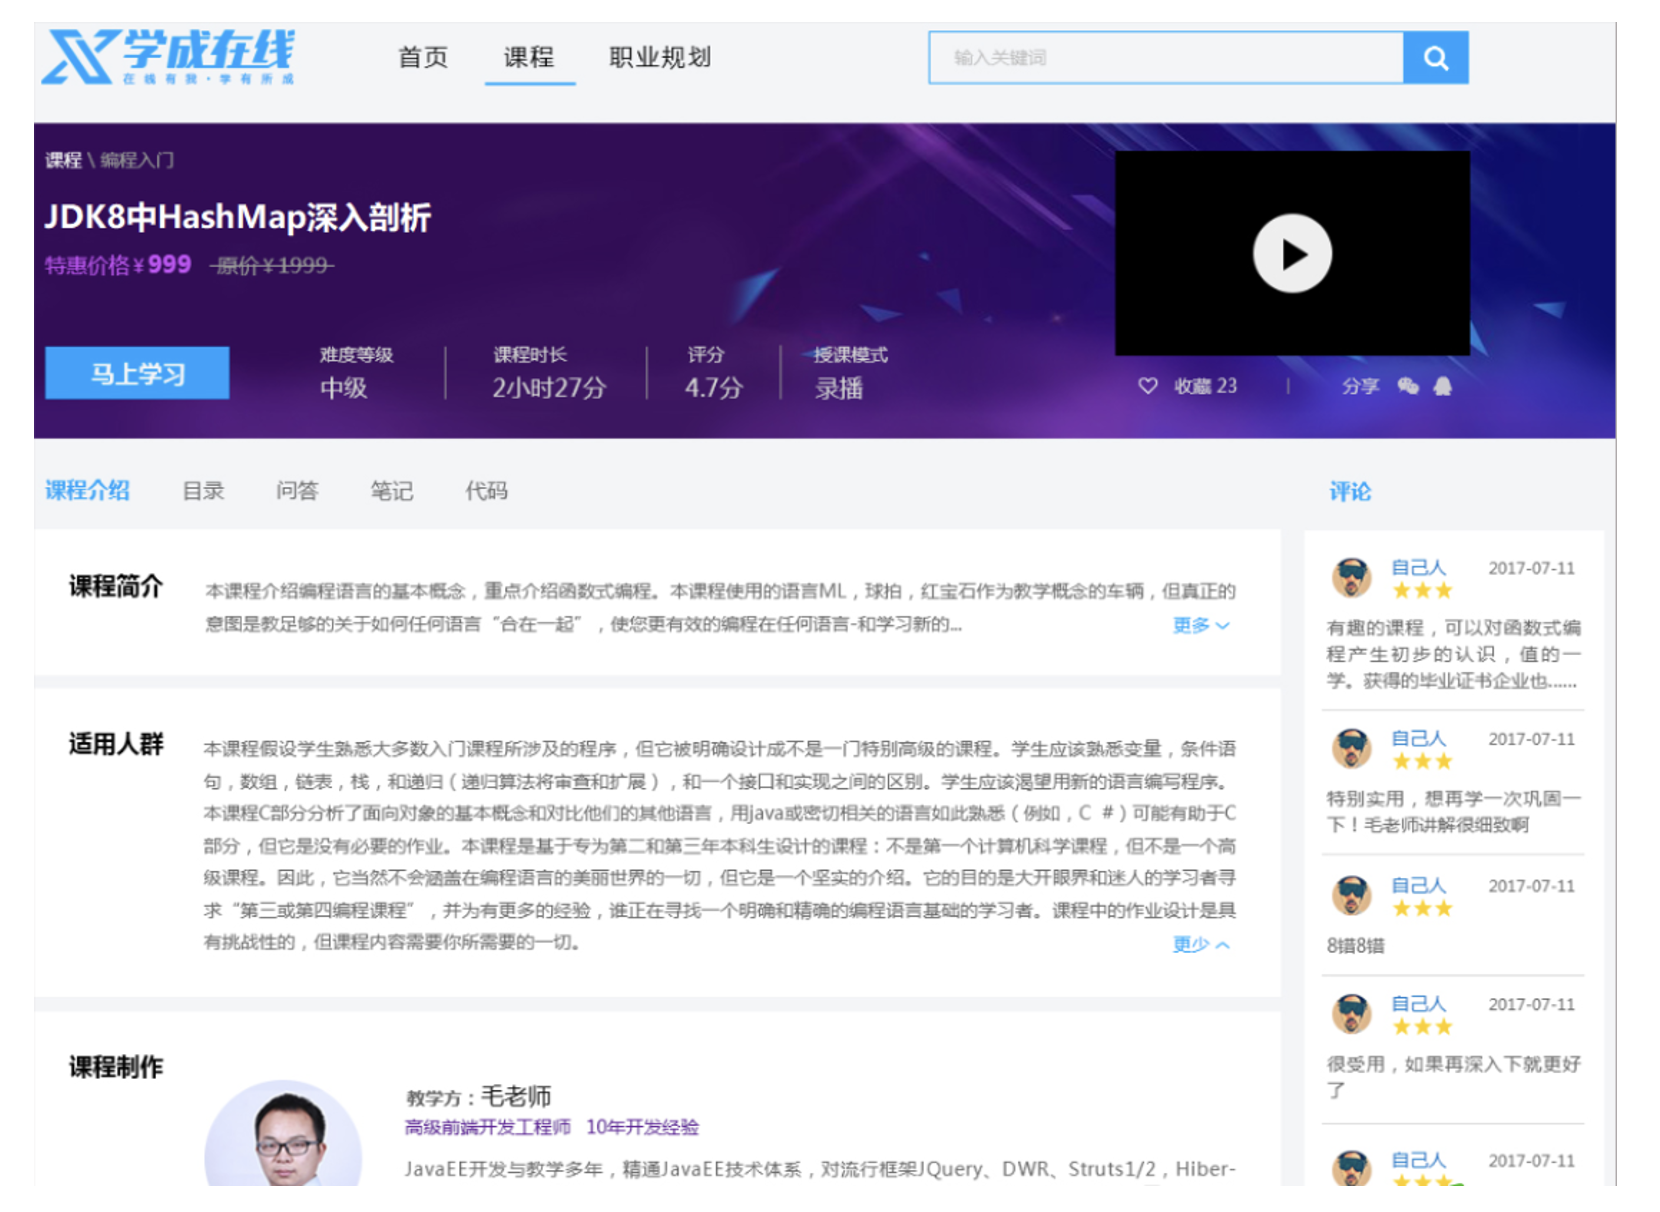 学成在线
在线有我·学有所成
首页 课程 职业规划
输入关键词
课程 \ 编程入门
JDK8中HashMap深入剖析
特惠价格¥999 原价¥1999
马上学习
难度等级
中级
课程时长
2小时27分
评分
4.7分
授课模式
录播
收藏 23
分享
课程介绍 目录 问答 笔记 代码
课程简介
本课程介绍编程语言的基本概念，重点介绍函数式编程。本课程使用的语言ML，球拍，红宝石作为教学概念的车辆，但真正的
意图是教足够的关于如何任何语言“合在一起”，使您更有效的编程在任何语言-和学习新的...
更多
适用人群
本课程假设学生熟悉大多数入门课程所涉及的程序，但它被明确设计成不是一门特别高级的课程。学生应该熟悉变量，条件语
句，数组，链表，栈，和递归（递归算法将审查和扩展），和一个接口和实现之间的区别。学生应该渴望用新的语言编写程序。
本课程C部分分析了面向对象的基本概念和对比他们的其他语言，用java或密切相关的语言如此熟悉（例如，C #）可能有助于C
部分，但它是没有必要的作业。本课程是基于专为第二和第三年本科生设计的课程：不是第一个计算机科学课程，但不是一个高
级课程。因此，它当然不会涵盖在编程语言的美丽世界的一切，但它是一个坚实的介绍。它的目的是大开眼界和迷人的学习者寻
求“第三或第四编程课程”，并为有更多的经验，谁正在寻找一个明确和精确的编程语言基础的学习者。课程中的作业设计是具
有挑战性的，但课程内容需要你所需要的一切。
更少
课程制作
教学方：毛老师
高级前端开发工程师 10年开发经验
JavaEE开发与教学多年，精通JavaEE技术体系，对流行框架JQuery、DWR、Struts1/2，Hiber-
评论
自己人 2017-07-11
有趣的课程，可以对函数式编
程产生初步的认识，值的一
学。获得的毕业证书企业也......
自己人 2017-07-11
特别实用，想再学一次巩固一
下！毛老师讲解很细致啊
自己人 2017-07-11
8错8错
自己人 2017-07-11
很受用，如果再深入下就更好
了
自己人 2017-07-11